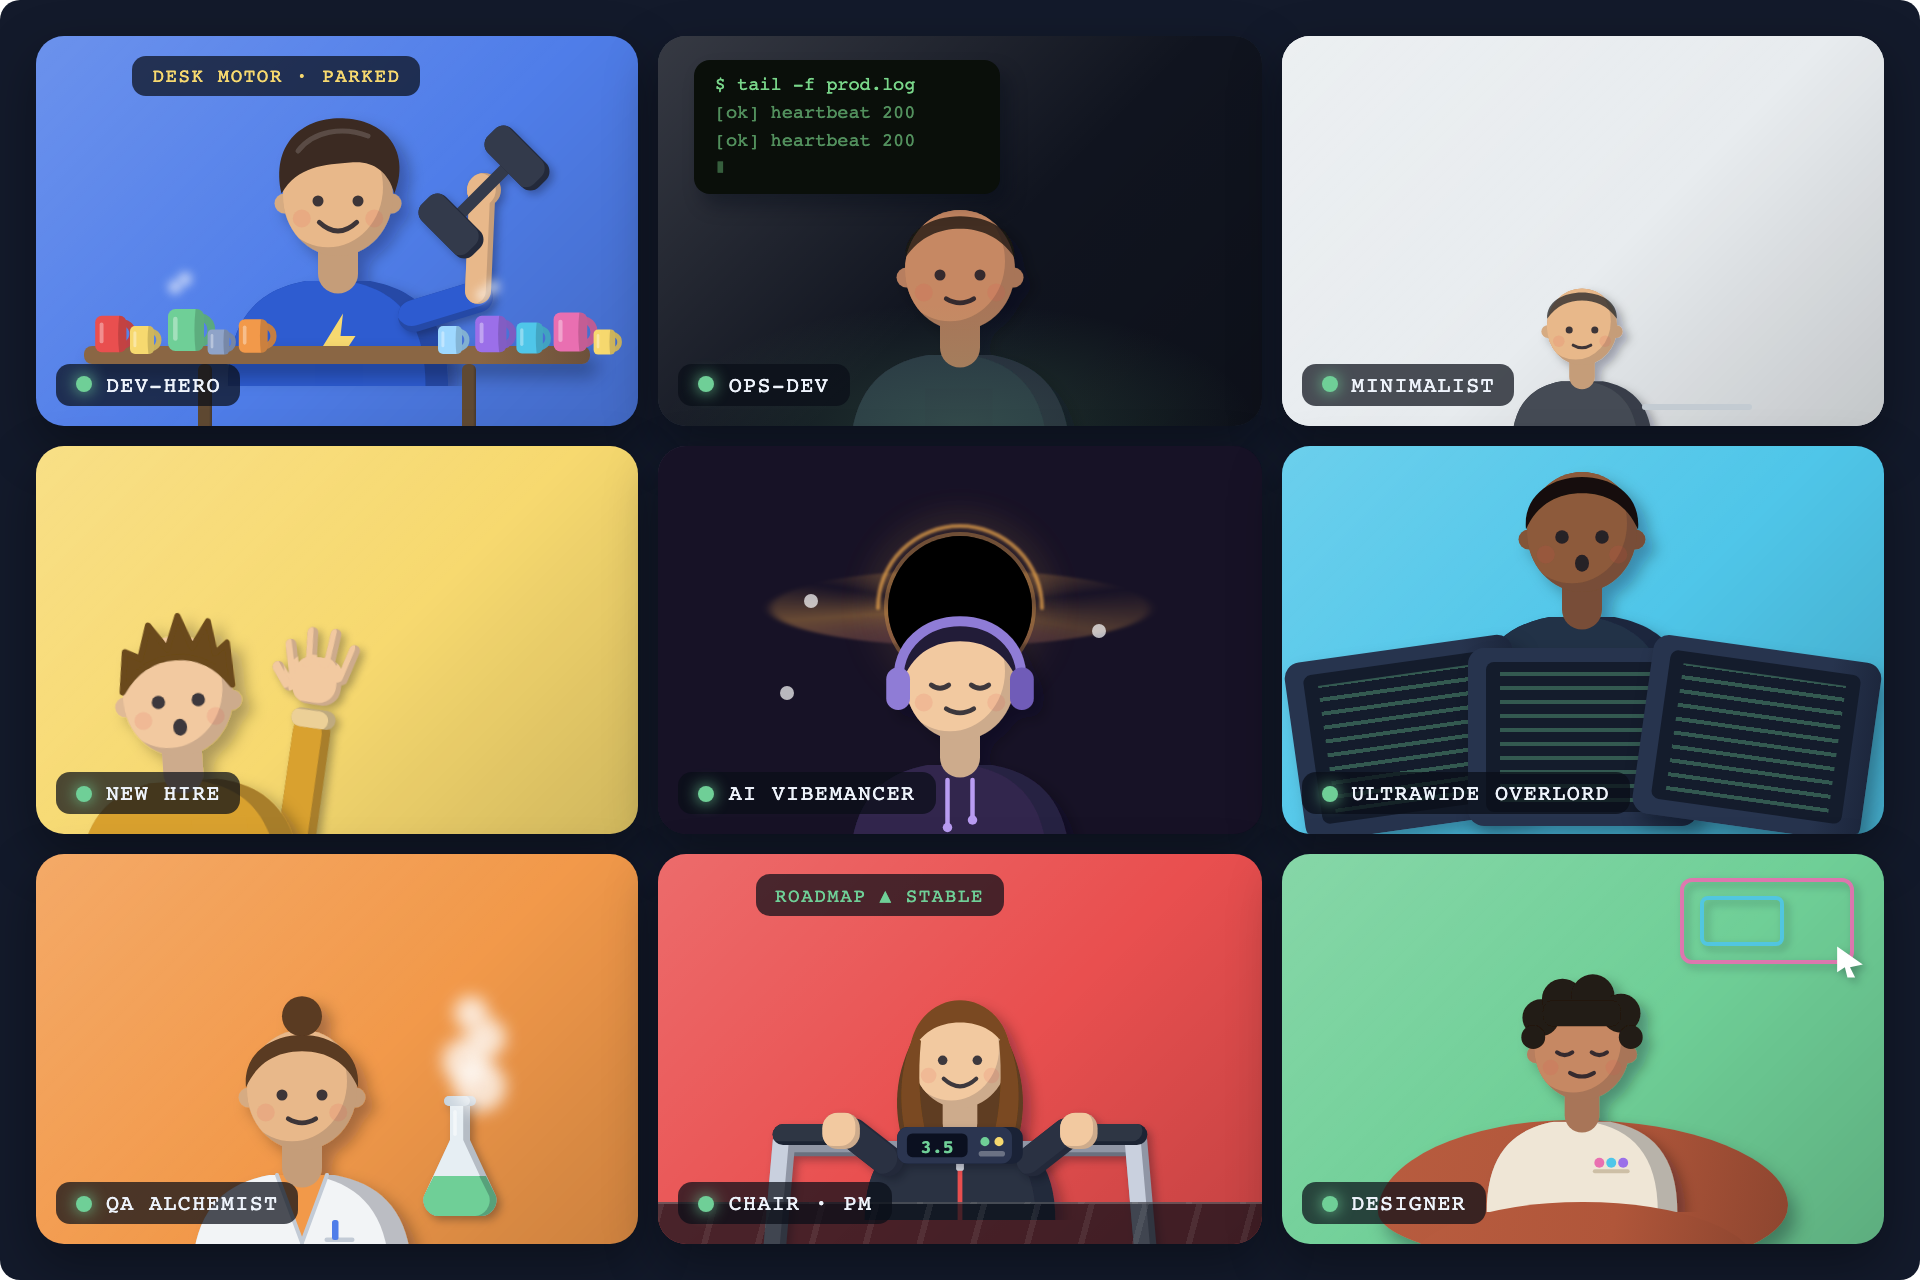 DESK MOTOR · PARKED
DEV-HERO
$ tail -f prod.log
[ok] heartbeat 200
[ok] heartbeat 200
OPS-DEV
MINIMALIST
NEW HIRE
AI VIBEMANCER
ULTRAWIDE OVERLORD
QA ALCHEMIST
ROADMAP ▲ STABLE
3.5
CHAIR · PM
DESIGNER